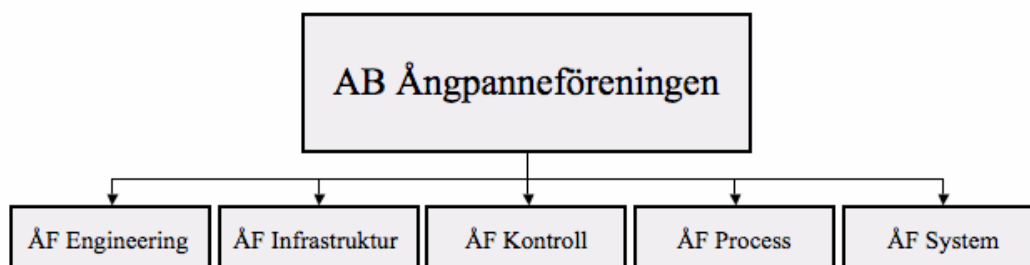 AB Ångpanneföreningen
ÅF Engineering
ÅF Infrastruktur
ÅF Kontroll
ÅF Process
ÅF System